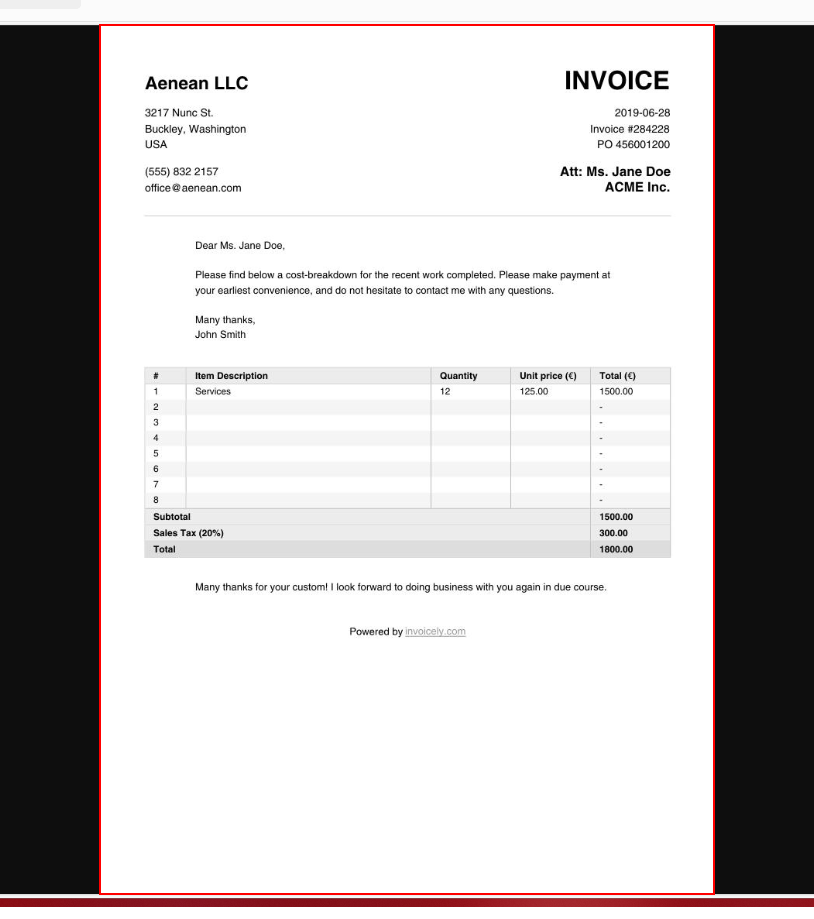 Aenean LLC
INVOICE
3217 Nunc St.
Buckley, Washington
USA
2019-06-28
Invoice #284228
PO 456001200
(555) 832 2157
office@aenean.com
Att: Ms. Jane Doe
ACME Inc.
Dear Ms. Jane Doe,
Please find below a cost-breakdown for the recent work completed. Please make payment at
your earliest convenience, and do not hesitate to contact me with any questions.
Many thanks,
John Smith
# Item Description Quantity Unit price (€) Total (€)
1 Services 12 125.00 1500.00
2 -
3 -
4 -
5 -
6 -
7 -
8 -
Subtotal 1500.00
Sales Tax (20%) 300.00
Total 1800.00
Many thanks for your custom! I look forward to doing business with you again in due course.
Powered by invoicely.com